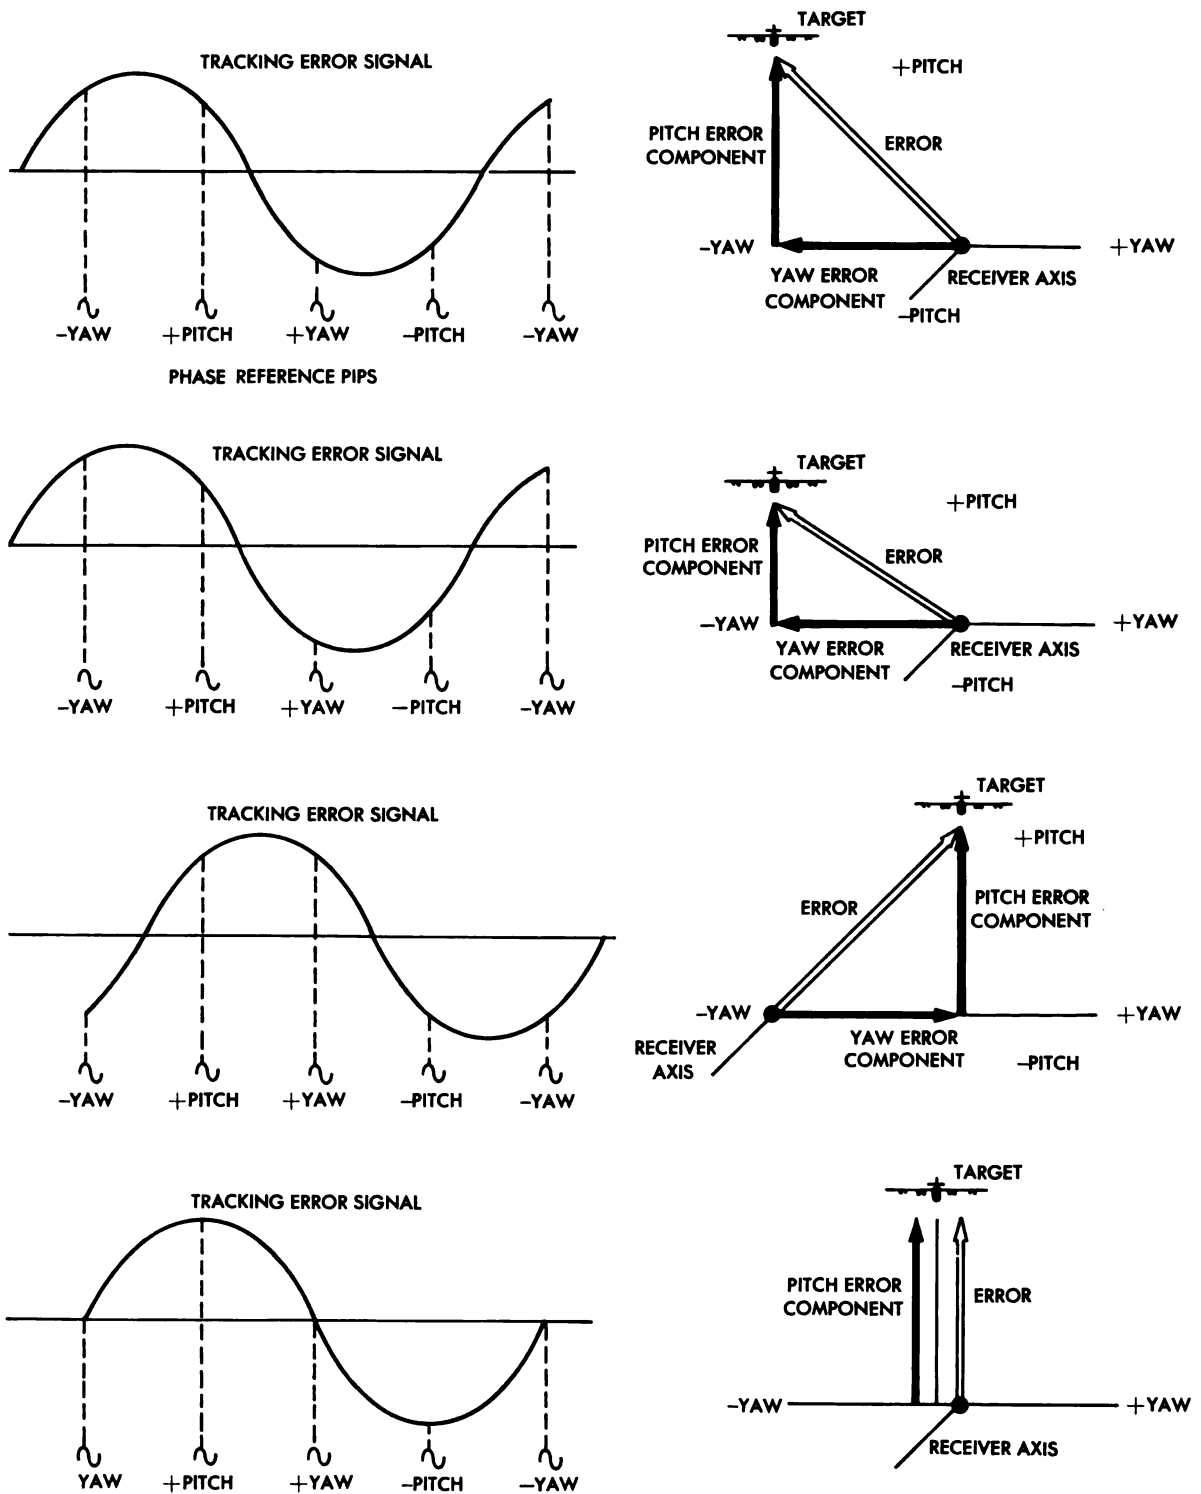 TRACKING ERROR SIGNAL
–YAW +PITCH +YAW –PITCH –YAW
PHASE REFERENCE PIPS
TARGET
+PITCH
PITCH ERROR
COMPONENT
ERROR
–YAW
+YAW
YAW ERROR
COMPONENT
RECEIVER AXIS
–PITCH
TRACKING ERROR SIGNAL
–YAW +PITCH +YAW –PITCH –YAW
TARGET
+PITCH
PITCH ERROR
COMPONENT
ERROR
–YAW
+YAW
YAW ERROR
COMPONENT
RECEIVER AXIS
–PITCH
TRACKING ERROR SIGNAL
–YAW +PITCH +YAW –PITCH –YAW
TARGET
+PITCH
ERROR
PITCH ERROR
COMPONENT
–YAW
+YAW
RECEIVER
AXIS
YAW ERROR
COMPONENT
–PITCH
TRACKING ERROR SIGNAL
YAW +PITCH +YAW –PITCH –YAW
TARGET
PITCH ERROR
COMPONENT
ERROR
–YAW
+YAW
RECEIVER AXIS